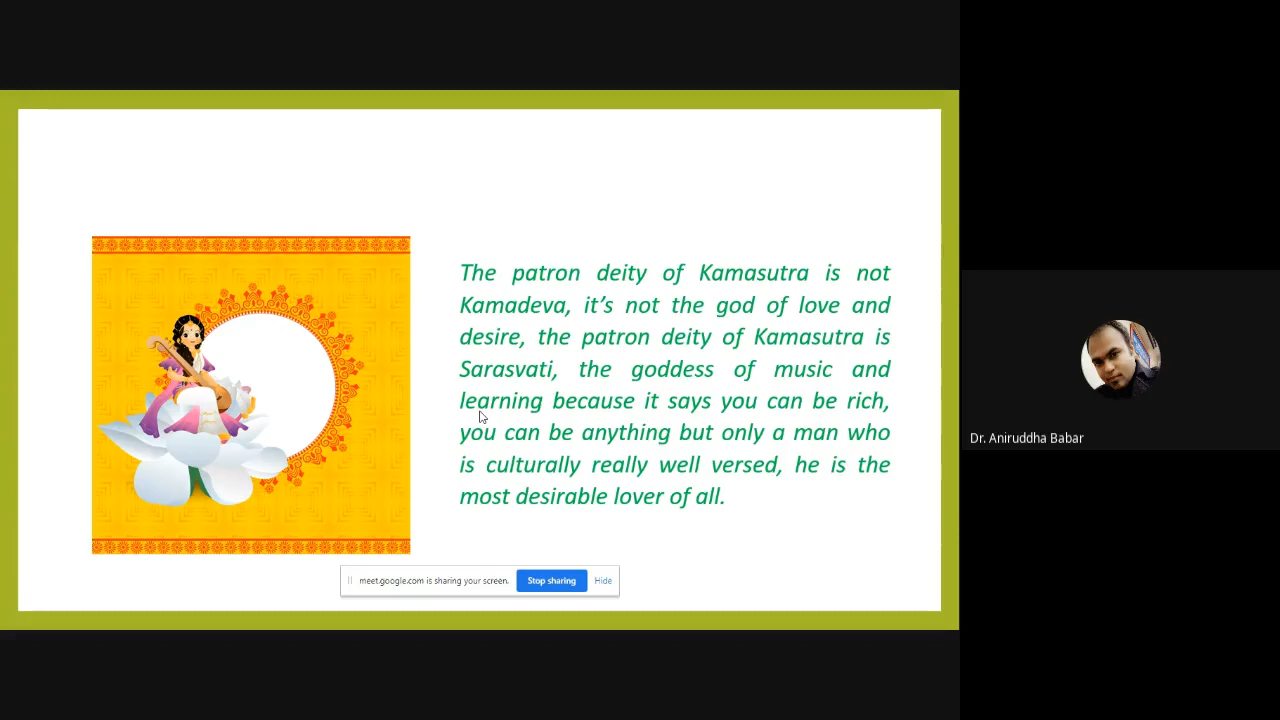 The patron deity of Kamasutra is not
Kamadeva, it's not the god of love and
desire, the patron deity of Kamasutra is
Sarasvati, the goddess of music and
learning because it says you can be rich,
you can be anything but only a man who
is culturally really well versed, he is the
most desirable lover of all.
meet.google.com is sharing your screen. Stop sharing Hide
Dr. Aniruddha Babar